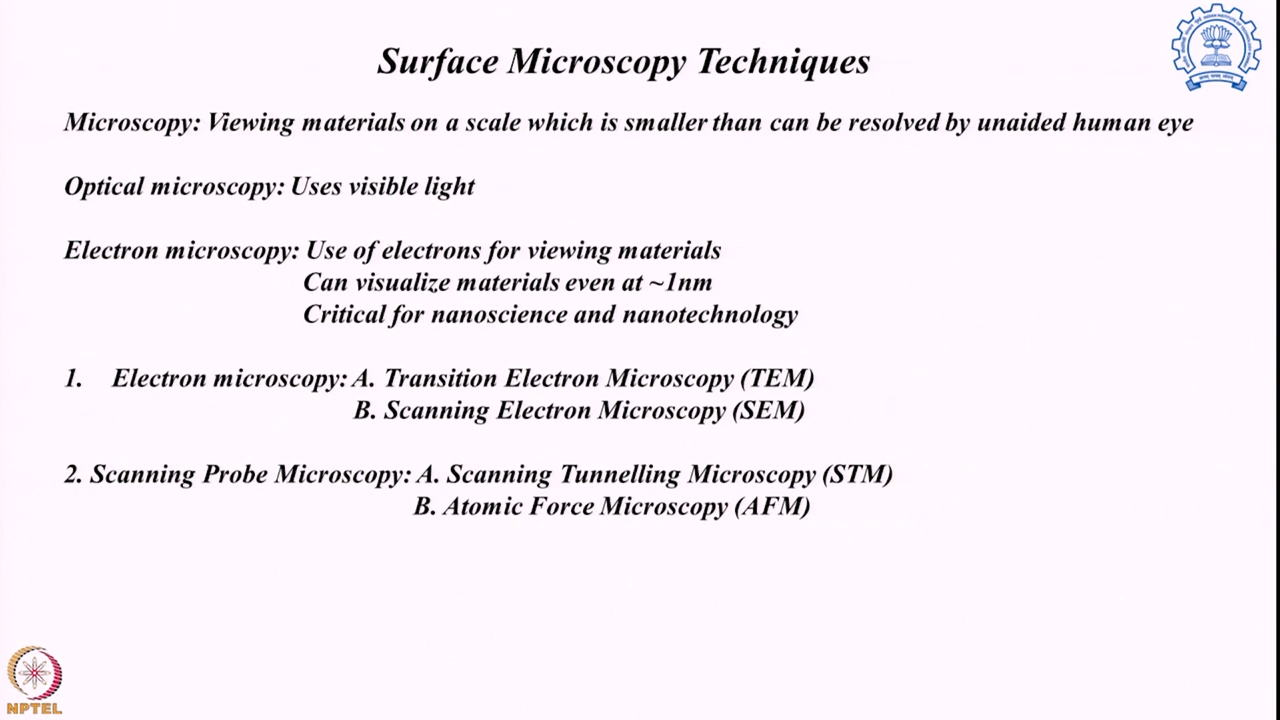 Surface Microscopy Techniques
Microscopy: Viewing materials on a scale which is smaller than can be resolved by unaided human eye
Optical microscopy: Uses visible light
Electron microscopy: Use of electrons for viewing materials
Can visualize materials even at ~1nm
Critical for nanoscience and nanotechnology
1. Electron microscopy: A. Transition Electron Microscopy (TEM)
B. Scanning Electron Microscopy (SEM)
2. Scanning Probe Microscopy: A. Scanning Tunnelling Microscopy (STM)
B. Atomic Force Microscopy (AFM)
NPTEL